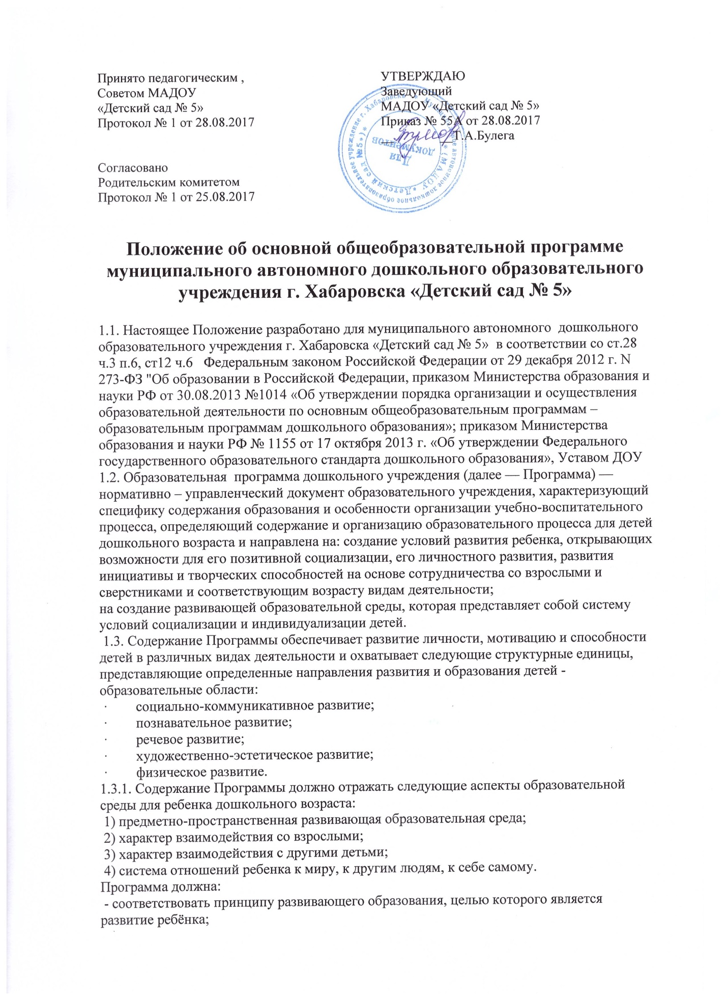 Принято педагогическим ,
Советом МАДОУ
«Детский сад № 5»
Протокол № 1 от 28.08.2017
Согласовано
Родительским комитетом
Протокол № 1 от 25.08.2017
УТВЕРЖДАЮ
Заведующий
МАДОУ «Детский сад № 5»
Приказ № 55А от 28.08.2017
Т.А.Булега
Для
документов
* (МАДОУ «Детский сад №5») *
* Муниципальное автономное дошкольное образовательное учреждение г. Хабаровска
Положение об основной общеобразовательной программе
муниципального автономного дошкольного образовательного
учреждения г. Хабаровска «Детский сад № 5»
1.1. Настоящее Положение разработано для муниципального автономного  дошкольного
образовательного учреждения г. Хабаровска «Детский сад № 5»  в соответствии со ст.28
ч.3 п.6, ст12 ч.6   Федеральным законом Российской Федерации от 29 декабря 2012 г. N
273-ФЗ "Об образовании в Российской Федерации, приказом Министерства образования и
науки РФ от 30.08.2013 №1014 «Об утверждении порядка организации и осуществления
образовательной деятельности по основным общеобразовательным программам –
образовательным программам дошкольного образования»; приказом Министерства
образования и науки РФ № 1155 от 17 октября 2013 г. «Об утверждении Федерального
государственного образовательного стандарта дошкольного образования», Уставом ДОУ
1.2. Образовательная  программа дошкольного учреждения (далее — Программа) —
нормативно – управленческий документ образовательного учреждения, характеризующий
специфику содержания образования и особенности организации учебно-воспитательного
процесса, определяющий содержание и организацию образовательного процесса для детей
дошкольного возраста и направлена на: создание условий развития ребенка, открывающих
возможности для его позитивной социализации, его личностного развития, развития
инициативы и творческих способностей на основе сотрудничества со взрослыми и
сверстниками и соответствующим возрасту видам деятельности;
на создание развивающей образовательной среды, которая представляет собой систему
условий социализации и индивидуализации детей.
1.3. Содержание Программы обеспечивает развитие личности, мотивацию и способности
детей в различных видах деятельности и охватывает следующие структурные единицы,
представляющие определенные направления развития и образования детей -
образовательные области:
· социально-коммуникативное развитие;
· познавательное развитие;
· речевое развитие;
· художественно-эстетическое развитие;
· физическое развитие.
1.3.1. Содержание Программы должно отражать следующие аспекты образовательной
среды для ребенка дошкольного возраста:
1) предметно-пространственная развивающая образовательная среда;
2) характер взаимодействия со взрослыми;
3) характер взаимодействия с другими детьми;
4) система отношений ребенка к миру, к другим людям, к себе самому.
Программа должна:
- соответствовать принципу развивающего образования, целью которого является
развитие ребёнка;